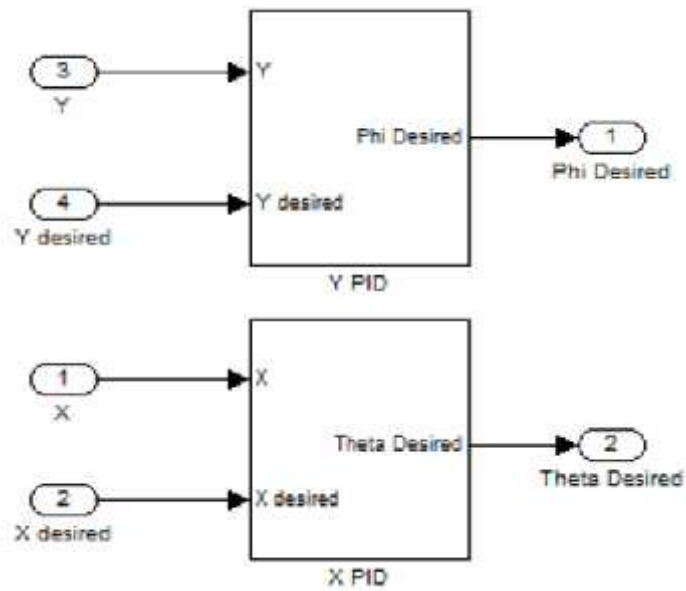 3
Y
Y
Phi Desired
1
Phi Desired
4
Y desired
Y desired
Y PID
1
X
X
Theta Desired
2
Theta Desired
2
X desired
X desired
X PID